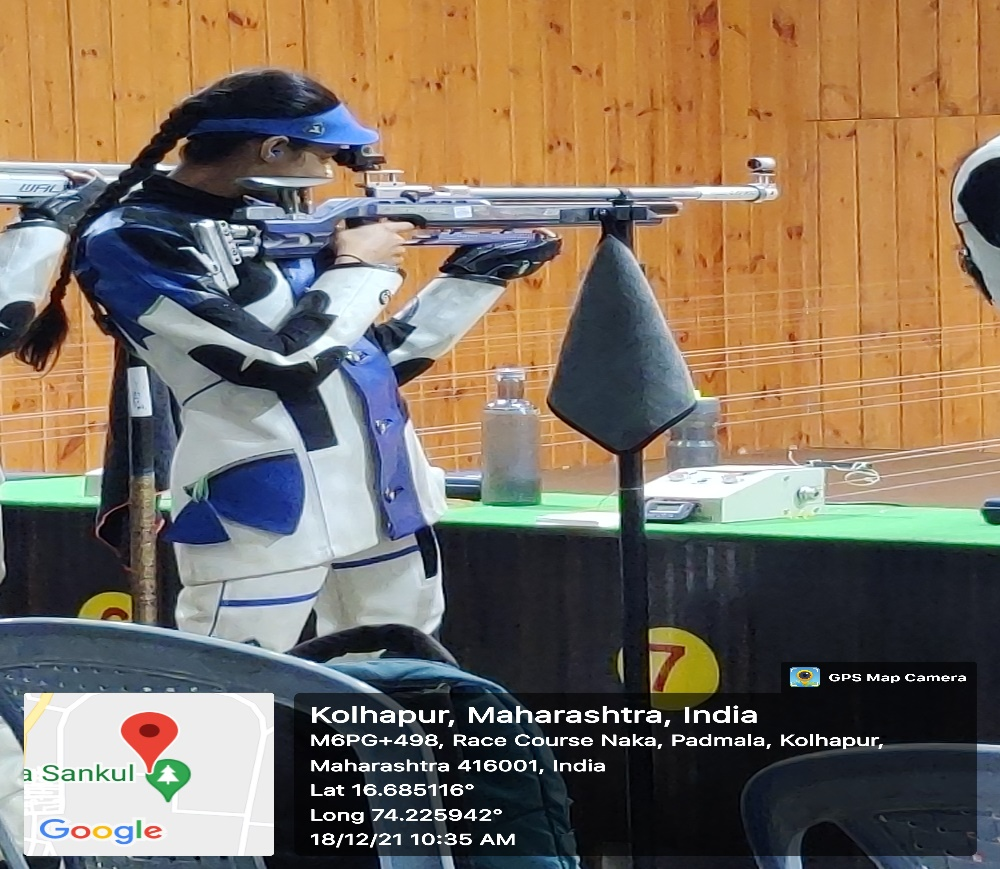 WAL
7
GPS Map Camera
Kolhapur, Maharashtra, India
M6PG+498, Race Course Naka, Padmala, Kolhapur,
Maharashtra 416001, India
Lat 16.685116°
Long 74.225942°
18/12/21 10:35 AM
a Sankul
Google